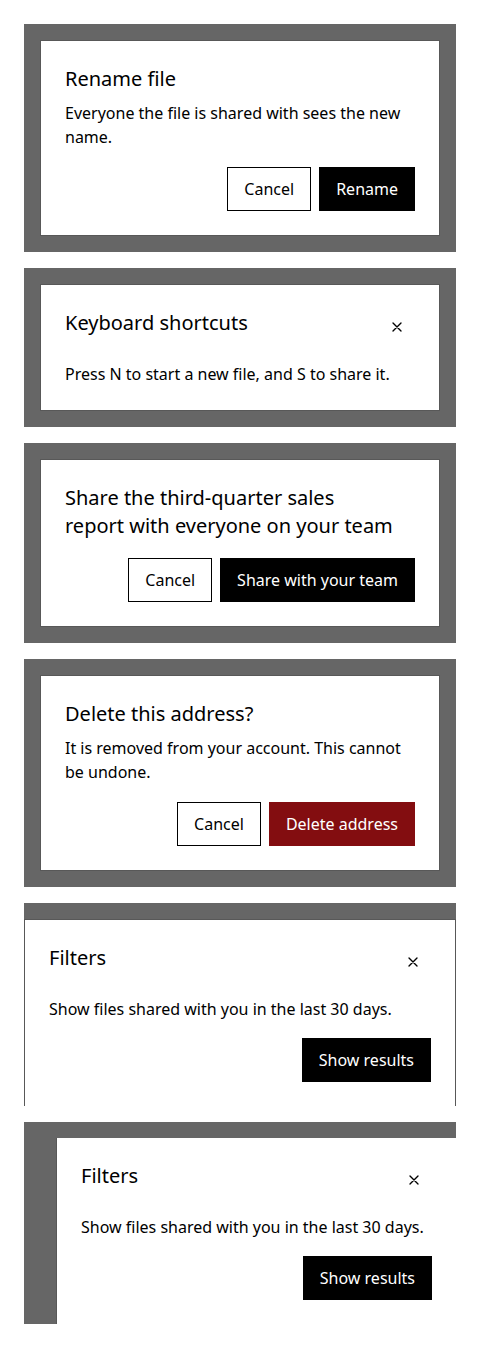 Rename file
Everyone the file is shared with sees the new
name.
Cancel
Rename
Keyboard shortcuts
Press N to start a new file, and S to share it.
Share the third-quarter sales
report with everyone on your team
Cancel
Share with your team
Delete this address?
It is removed from your account. This cannot
be undone.
Cancel
Delete address
Filters
Show files shared with you in the last 30 days.
Show results
Filters
Show files shared with you in the last 30 days.
Show results